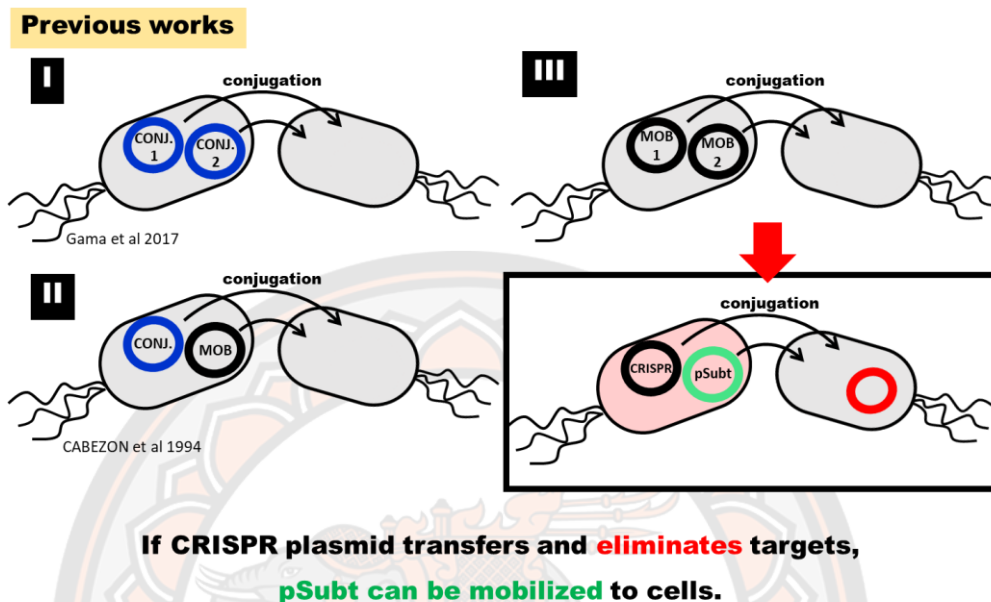 Previous works
I
conjugation
CONJ.
1
CONJ.
2
Gama et al 2017
II
conjugation
CONJ.
MOB
CABEZON et al 1994
III
conjugation
MOB
1
MOB
2
conjugation
CRISPR
pSubt
If CRISPR plasmid transfers and eliminates targets,
pSubt can be mobilized to cells.